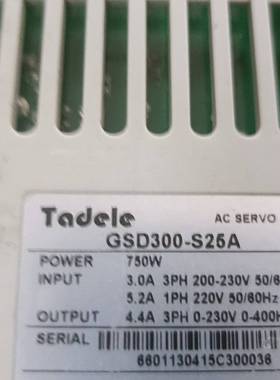 Tadele AC SERVO
GSD300-S25A
POWER 750W
INPUT 3.0A 3PH 200-230V 50/6
5.2A 1PH 220V 50/60Hz
OUTPUT 4.4A 3PH 0-230V 0-400H
SERIAL
6601130415C300036